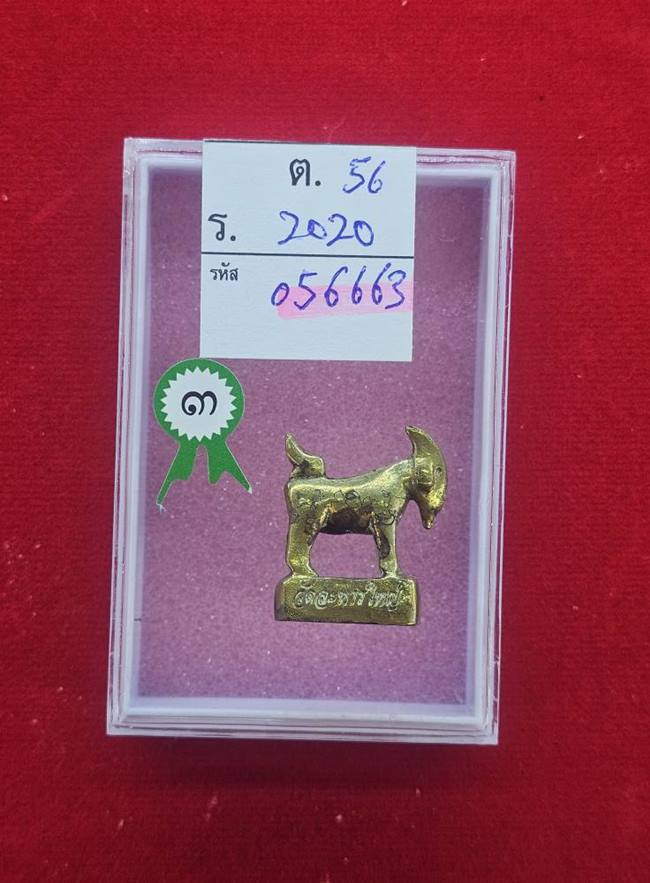 ต. 56
ร. 2020
รหัส 056663
๓
วัดละหารใหญ่